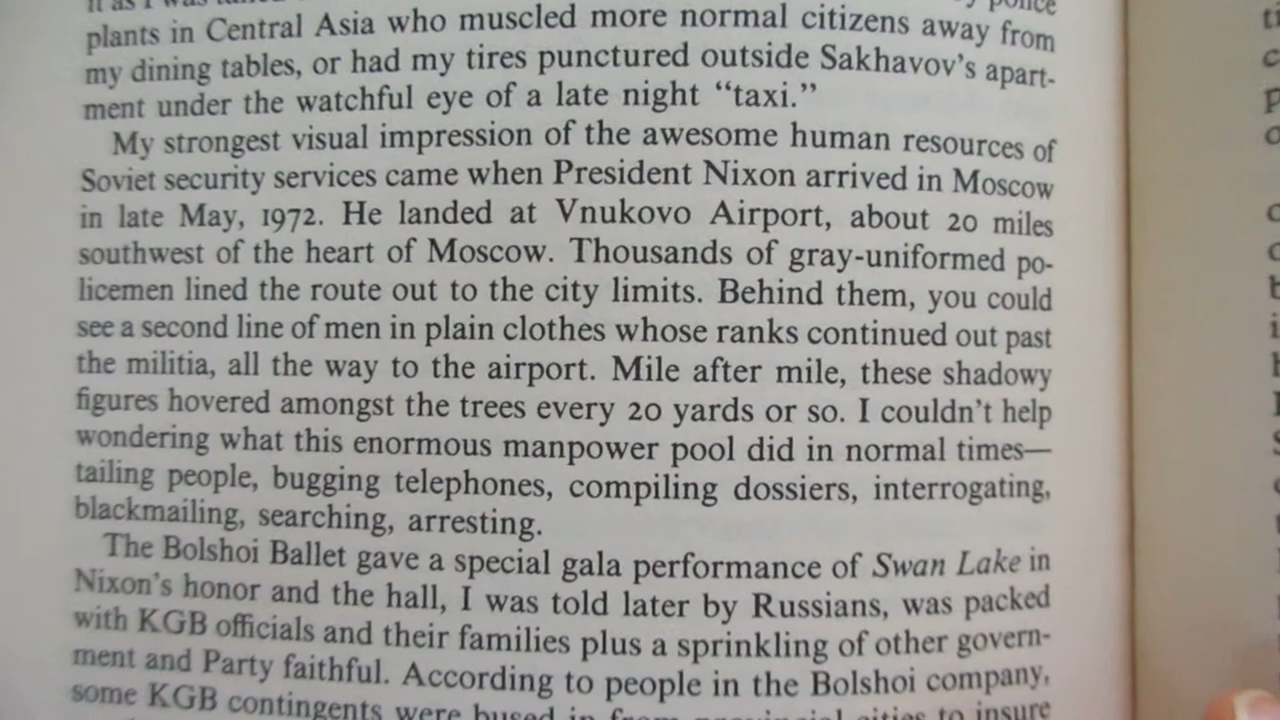 it as I was
plants in Central Asia who muscled more normal citizens away from
my dining tables, or had my tires punctured outside Sakhavov's apart-
ment under the watchful eye of a late night “taxi.”
My strongest visual impression of the awesome human resources of
Soviet security services came when President Nixon arrived in Moscow
in late May, 1972. He landed at Vnukovo Airport, about 20 miles
southwest of the heart of Moscow. Thousands of gray-uniformed po-
licemen lined the route out to the city limits. Behind them, you could
see a second line of men in plain clothes whose ranks continued out past
the militia, all the way to the airport. Mile after mile, these shadowy
figures hovered amongst the trees every 20 yards or so. I couldn't help
wondering what this enormous manpower pool did in normal times—
tailing people, bugging telephones, compiling dossiers, interrogating,
blackmailing, searching, arresting.
The Bolshoi Ballet gave a special gala performance of Swan Lake in
Nixon's honor and the hall, I was told later by Russians, was packed
with KGB officials and their families plus a sprinkling of other govern-
ment and Party faithful. According to people in the Bolshoi company,
some KGB contingents were bused in from provincial cities to insure